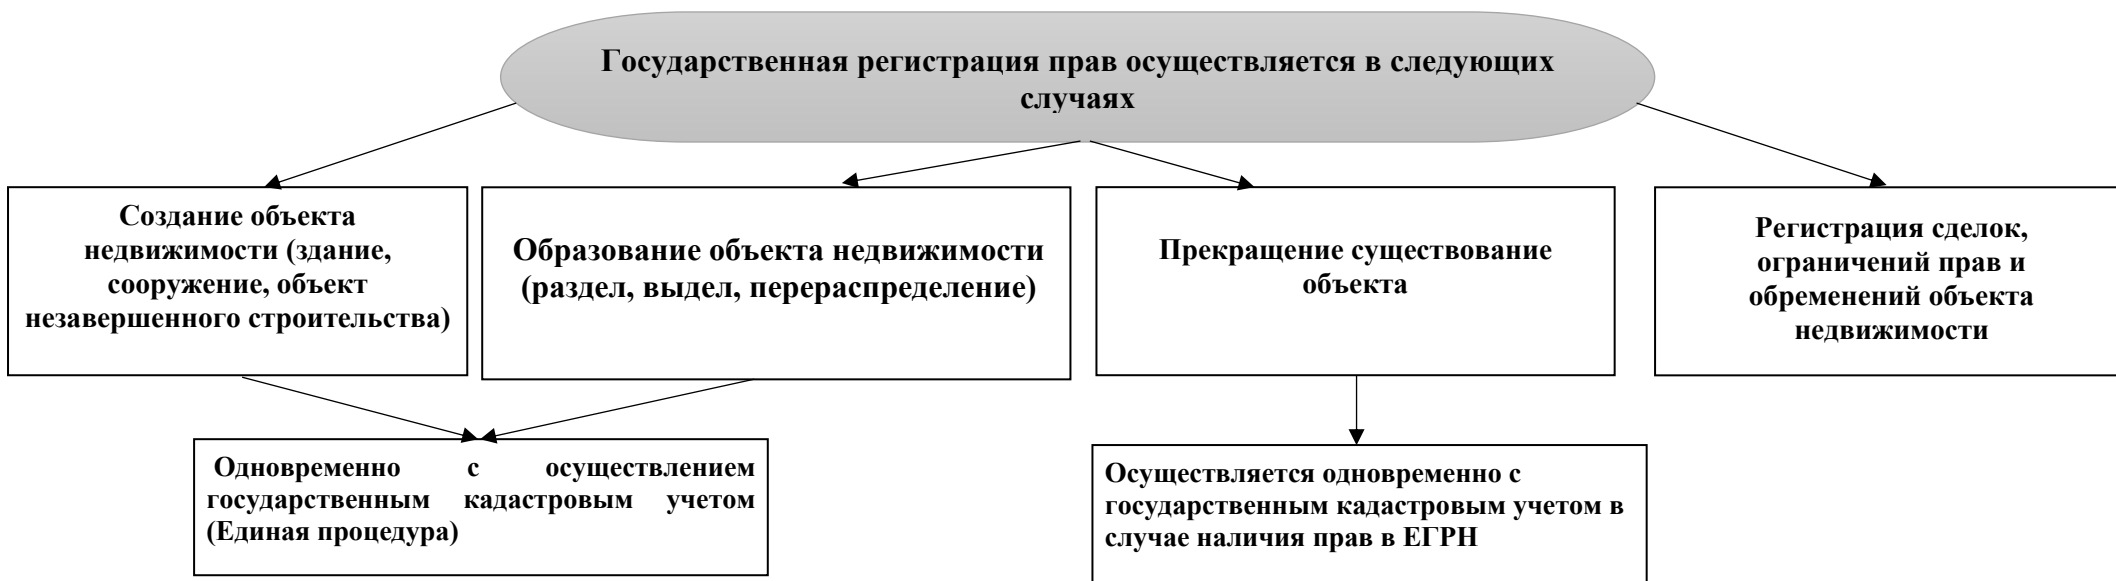 Государственная регистрация прав осуществляется в следующих
случаях
Создание объекта
недвижимости (здание,
сооружение, объект
незавершенного строительства)
Образование объекта недвижимости
(раздел, выдел, перераспределение)
Прекращение существование
объекта
Регистрация сделок,
ограничений прав и
обременений объекта
недвижимости
Одновременно с осуществлением
государственным кадастровым учетом
(Единая процедура)
Осуществляется одновременно с
государственным кадастровым учетом в
случае наличия прав в ЕГРН